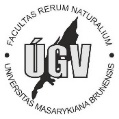 • FACULTAS RERUM NATURALIUM •
ÚGV
UNIVERSITAS MASARYKIANA BRUNENSIS